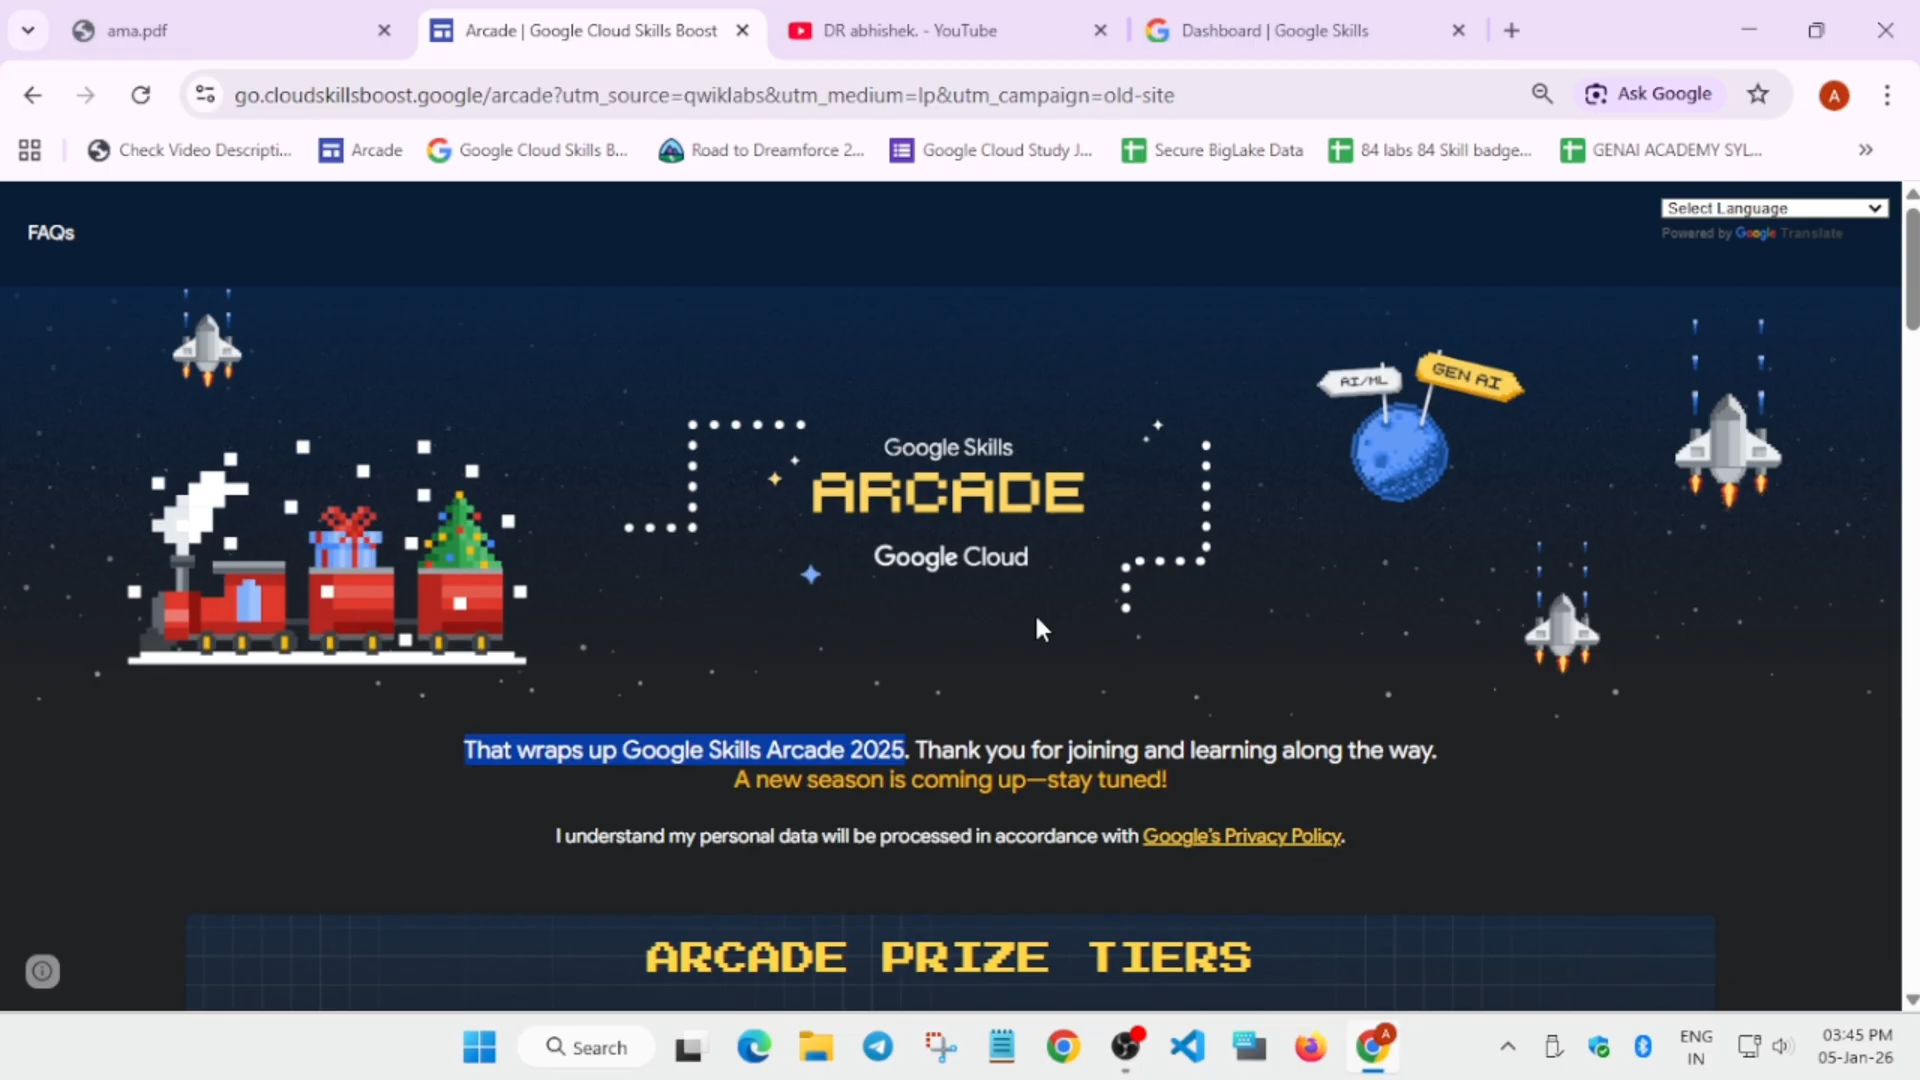 ama.pdf
Arcade | Google Cloud Skills Boost
DR abhishek. - YouTube
Dashboard | Google Skills
go.cloudskillsboost.google/arcade?utm_source=qwiklabs&utm_medium=lp&utm_campaign=old-site
Ask Google
A
Check Video Descripti...
Arcade
Google Cloud Skills B...
Road to Dreamforce 2...
Google Cloud Study J...
Secure BigLake Data
84 labs 84 Skill badge...
GENAI ACADEMY SYL...
FAQs
Select Language
Powered by Google Translate
AI/ML
GEN AI
Google Skills
ARCADE
Google Cloud
That wraps up Google Skills Arcade 2025. Thank you for joining and learning along the way.
A new season is coming up—stay tuned!
I understand my personal data will be processed in accordance with Google's Privacy Policy.
ARCADE PRIZE TIERS
Search
A
ENG
IN
03:45 PM
05-Jan-26